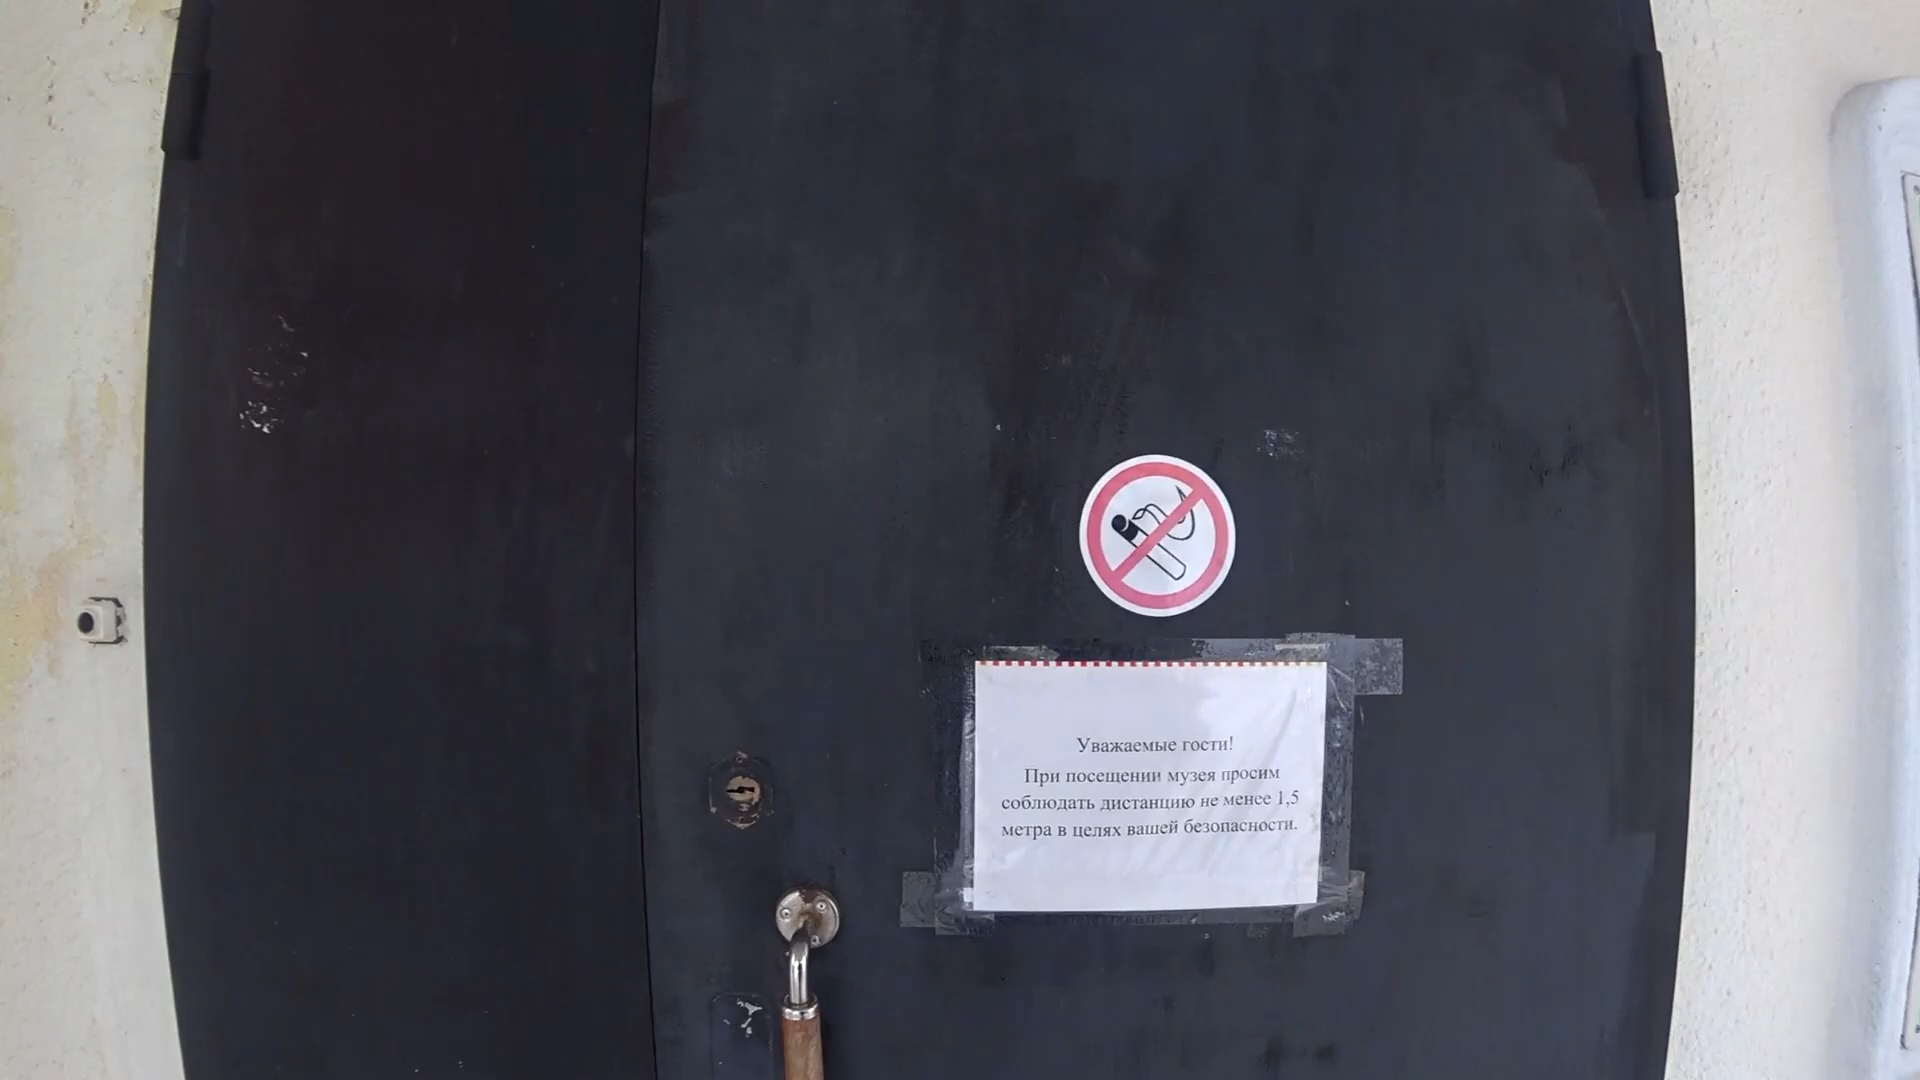 Уважаемые гости!
При посещении музея просим
соблюдать дистанцию не менее 1,5
метра в целях вашей безопасности.